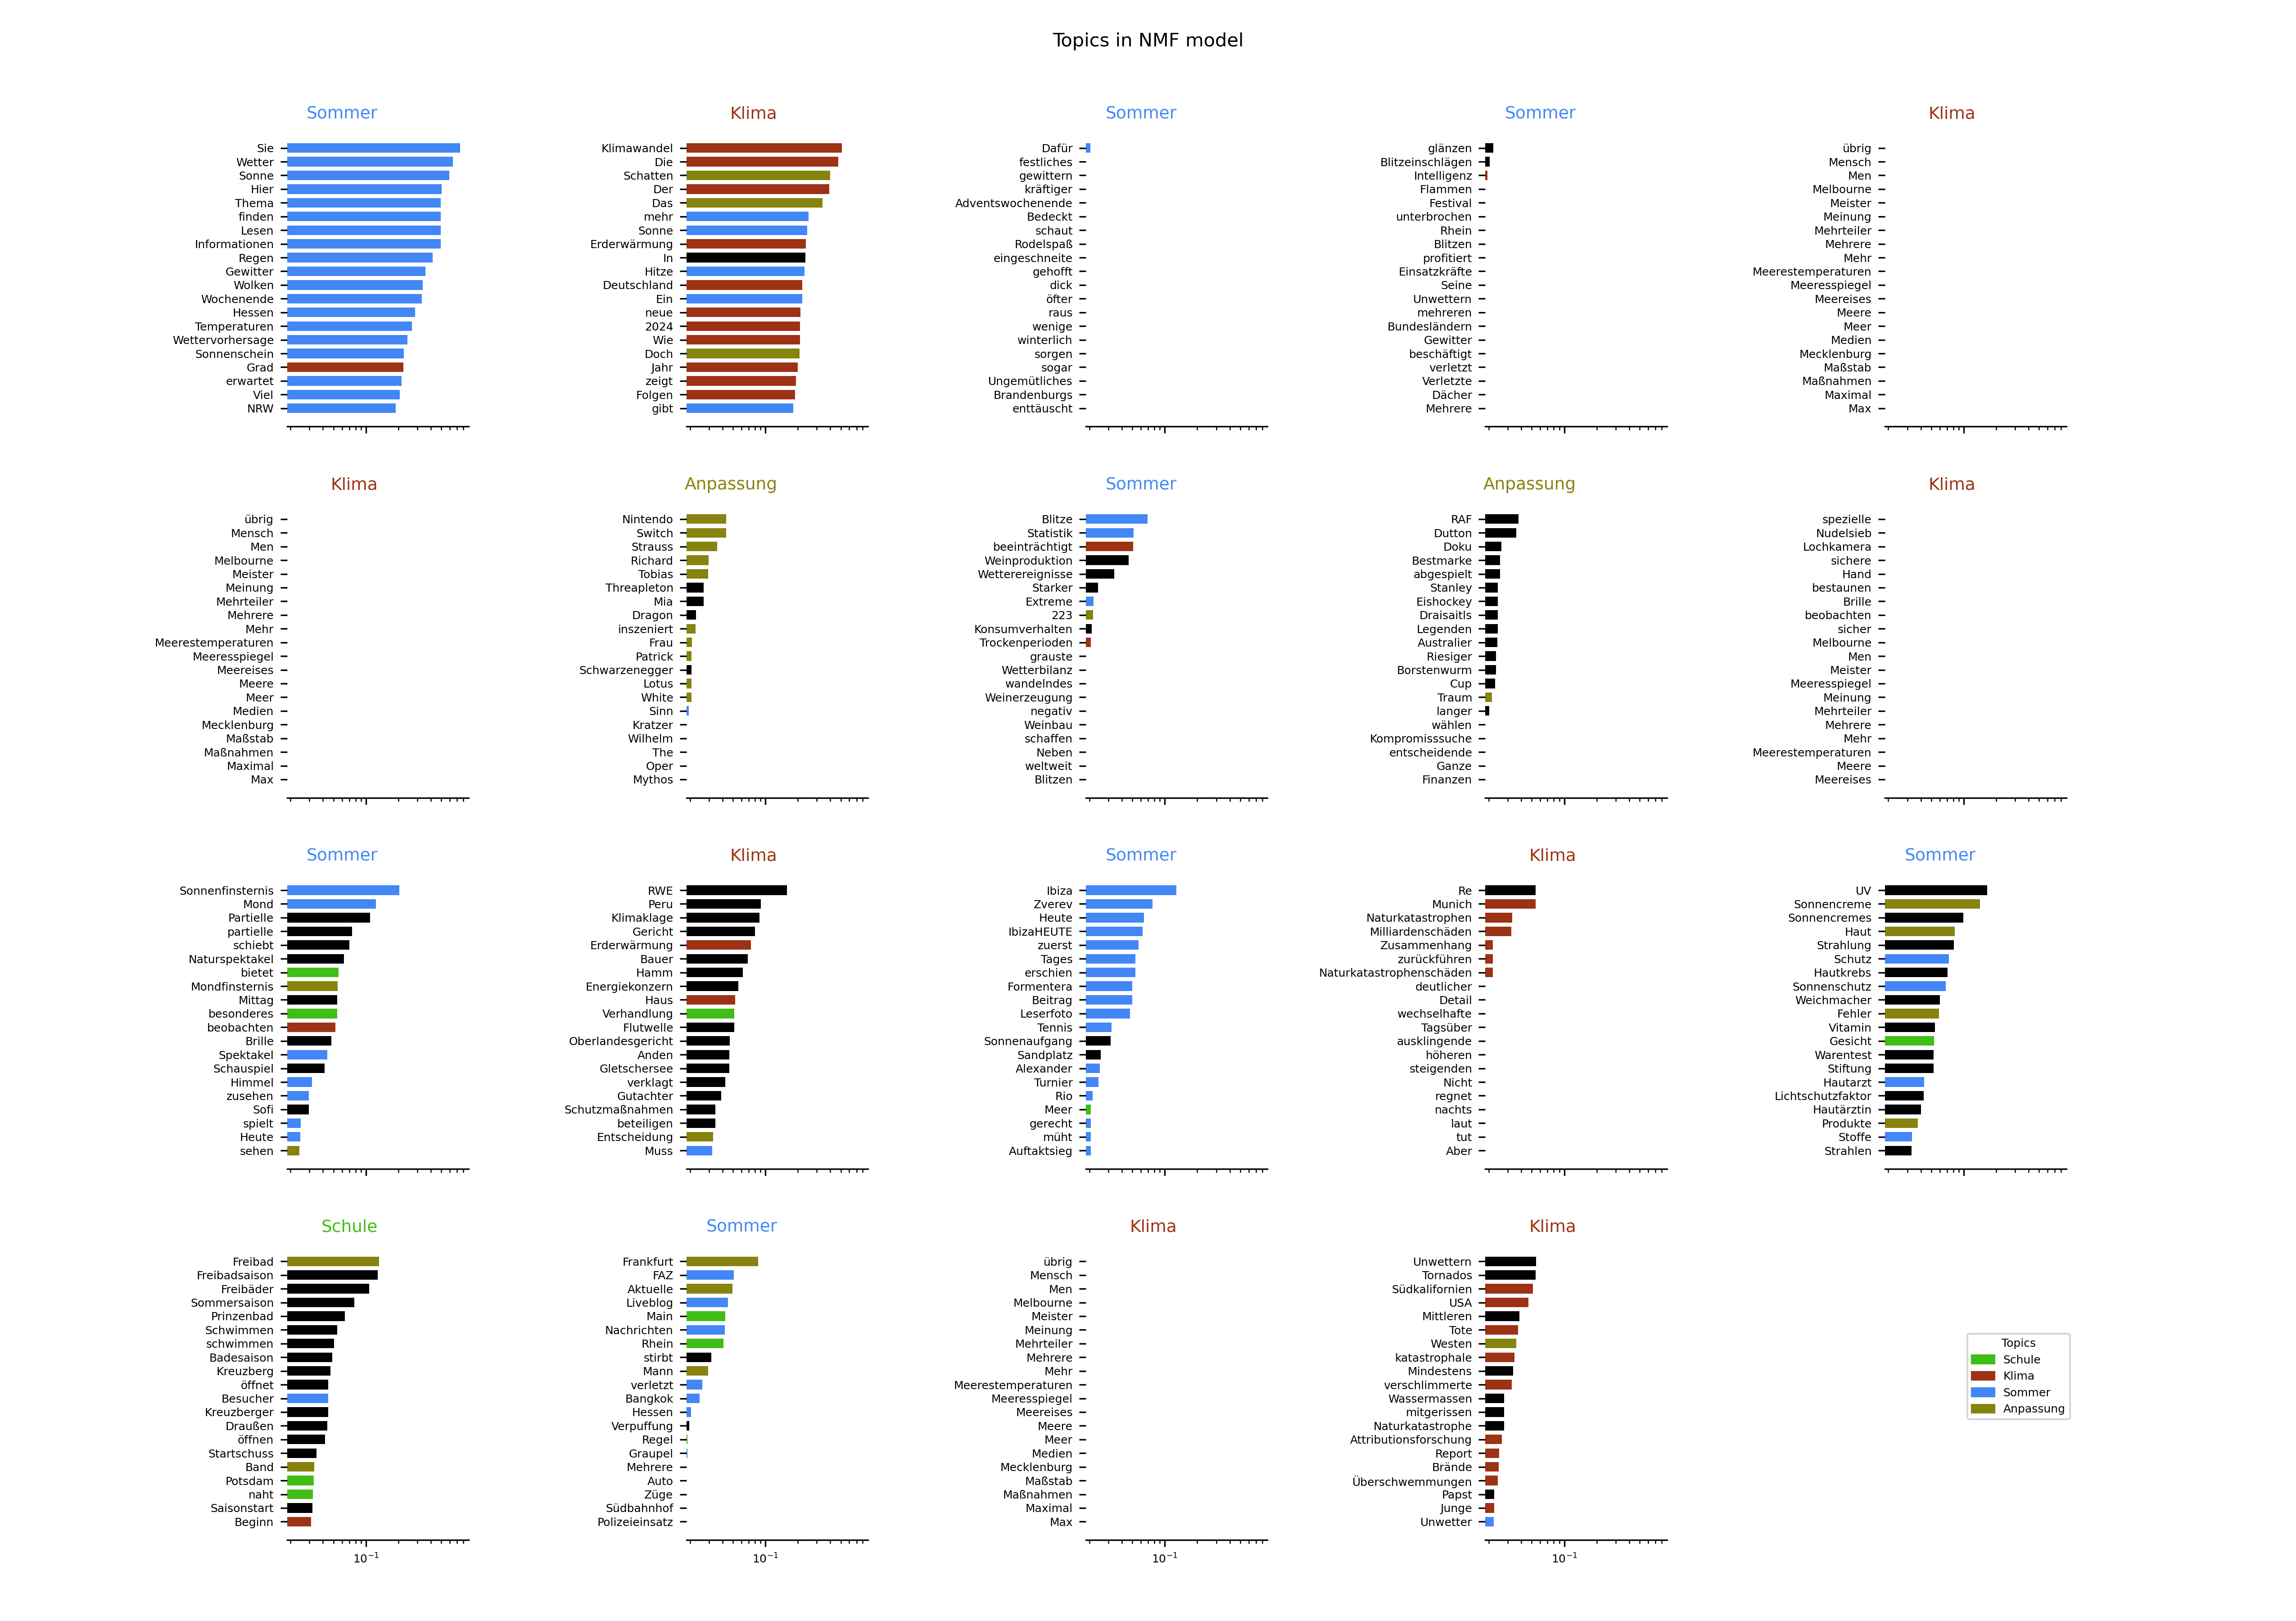 Topics in NMF model
Sommer
Sie
Wetter
Sonne
Hier
Thema
finden
Lesen
Informationen
Regen
Gewitter
Wolken
Wochenende
Hessen
Temperaturen
Wettervorhersage
Sonnenschein
Grad
erwartet
Viel
NRW
Klima
Klimawandel
Die
Schatten
Der
Das
mehr
Sonne
Erderwärmung
In
Hitze
Deutschland
Ein
neue
2024
Wie
Doch
Jahr
zeigt
Folgen
gibt
Sommer
Dafür
festliches
gewittern
kräftiger
Adventswochenende
Bedeckt
schaut
Rodelspaß
eingeschneite
gehofft
dick
öfter
raus
wenige
winterlich
sorgen
sogar
Ungemütliches
Brandenburgs
enttäuscht
Sommer
glänzen
Blitzeinschlägen
Intelligenz
Flammen
Festival
unterbrochen
Rhein
Blitzen
profitiert
Einsatzkräfte
Seine
Unwettern
mehreren
Bundesländern
Gewitter
beschäftigt
verletzt
Verletzte
Dächer
Mehrere
Klima
übrig
Mensch
Men
Melbourne
Meister
Meinung
Mehrteiler
Mehrere
Mehr
Meerestemperaturen
Meeresspiegel
Meereises
Meere
Meer
Medien
Mecklenburg
Maßstab
Maßnahmen
Maximal
Max
Klima
übrig
Mensch
Men
Melbourne
Meister
Meinung
Mehrteiler
Mehrere
Mehr
Meerestemperaturen
Meeresspiegel
Meereises
Meere
Meer
Medien
Mecklenburg
Maßstab
Maßnahmen
Maximal
Max
Anpassung
Nintendo
Switch
Strauss
Richard
Tobias
Threapleton
Mia
Dragon
inszeniert
Frau
Patrick
Schwarzenegger
Lotus
White
Sinn
Kratzer
Wilhelm
The
Oper
Mythos
Sommer
Blitze
Statistik
beeinträchtigt
Weinproduktion
Wetterereignisse
Starker
Extreme
223
Konsumverhalten
Trockenperioden
grauste
Wetterbilanz
wandelndes
Weinerzeugung
negativ
Weinbau
schaffen
Neben
weltweit
Blitzen
Anpassung
RAF
Dutton
Doku
Bestmarke
abgespielt
Stanley
Eishockey
Draisaitls
Legenden
Australier
Riesiger
Borstenwurm
Cup
Traum
langer
wählen
Kompromisssuche
entscheidende
Ganze
Finanzen
Klima
spezielle
Nudelsieb
Lochkamera
sichere
Hand
bestaunen
Brille
beobachten
sicher
Melbourne
Men
Meister
Meeresspiegel
Meinung
Mehrteiler
Mehrere
Mehr
Meerestemperaturen
Meere
Meereises
Sommer
Sonnenfinsternis
Mond
Partielle
partielle
schiebt
Naturspektakel
bietet
Mondfinsternis
Mittag
besonderes
beobachten
Brille
Spektakel
Schauspiel
Himmel
zusehen
Sofi
spielt
Heute
sehen
Klima
RWE
Peru
Klimaklage
Gericht
Erderwärmung
Bauer
Hamm
Energiekonzern
Haus
Verhandlung
Flutwelle
Oberlandesgericht
Anden
Gletschersee
verklagt
Gutachter
Schutzmaßnahmen
beteiligen
Entscheidung
Muss
Sommer
Ibiza
Zverev
Heute
IbizaHEUTE
zuerst
Tages
erschien
Formentera
Beitrag
Leserfoto
Tennis
Sonnenaufgang
Sandplatz
Alexander
Turnier
Rio
Meer
gerecht
müht
Auftaktsieg
Klima
Re
Munich
Naturkatastrophen
Milliardenschäden
Zusammenhang
zurückführen
Naturkatastrophenschäden
deutlicher
Detail
wechselhafte
Tagsüber
ausklingende
höheren
steigenden
Nicht
regnet
nachts
laut
tut
Aber
Sommer
UV
Sonnencreme
Sonnencremes
Haut
Strahlung
Schutz
Hautkrebs
Sonnenschutz
Weichmacher
Fehler
Vitamin
Gesicht
Warentest
Stiftung
Hautarzt
Lichtschutzfaktor
Hautärztin
Produkte
Stoffe
Strahlen
Schule
Freibad
Freibadsaison
Freibäder
Sommersaison
Prinzenbad
Schwimmen
schwimmen
Badesaison
Kreuzberg
öffnet
Besucher
Kreuzberger
Draußen
öffnen
Startschuss
Band
Potsdam
naht
Saisonstart
Beginn
10⁻¹
Sommer
Frankfurt
FAZ
Aktuelle
Liveblog
Main
Nachrichten
Rhein
stirbt
Mann
verletzt
Bangkok
Hessen
Verpuffung
Regel
Graupel
Mehrere
Auto
Züge
Südbahnhof
Polizeieinsatz
10⁻¹
Klima
übrig
Mensch
Men
Melbourne
Meister
Meinung
Mehrteiler
Mehrere
Mehr
Meerestemperaturen
Meeresspiegel
Meereises
Meere
Meer
Medien
Mecklenburg
Maßstab
Maßnahmen
Maximal
Max
10⁻¹
Klima
Unwettern
Tornados
Südkalifornien
USA
Mittleren
Tote
Westen
katastrophale
Mindestens
verschlimmerte
Wassermassen
mitgerissen
Naturkatastrophe
Attributionsforschung
Report
Brände
Überschwemmungen
Papst
Junge
Unwetter
10⁻¹
Topics
Schule
Klima
Sommer
Anpassung